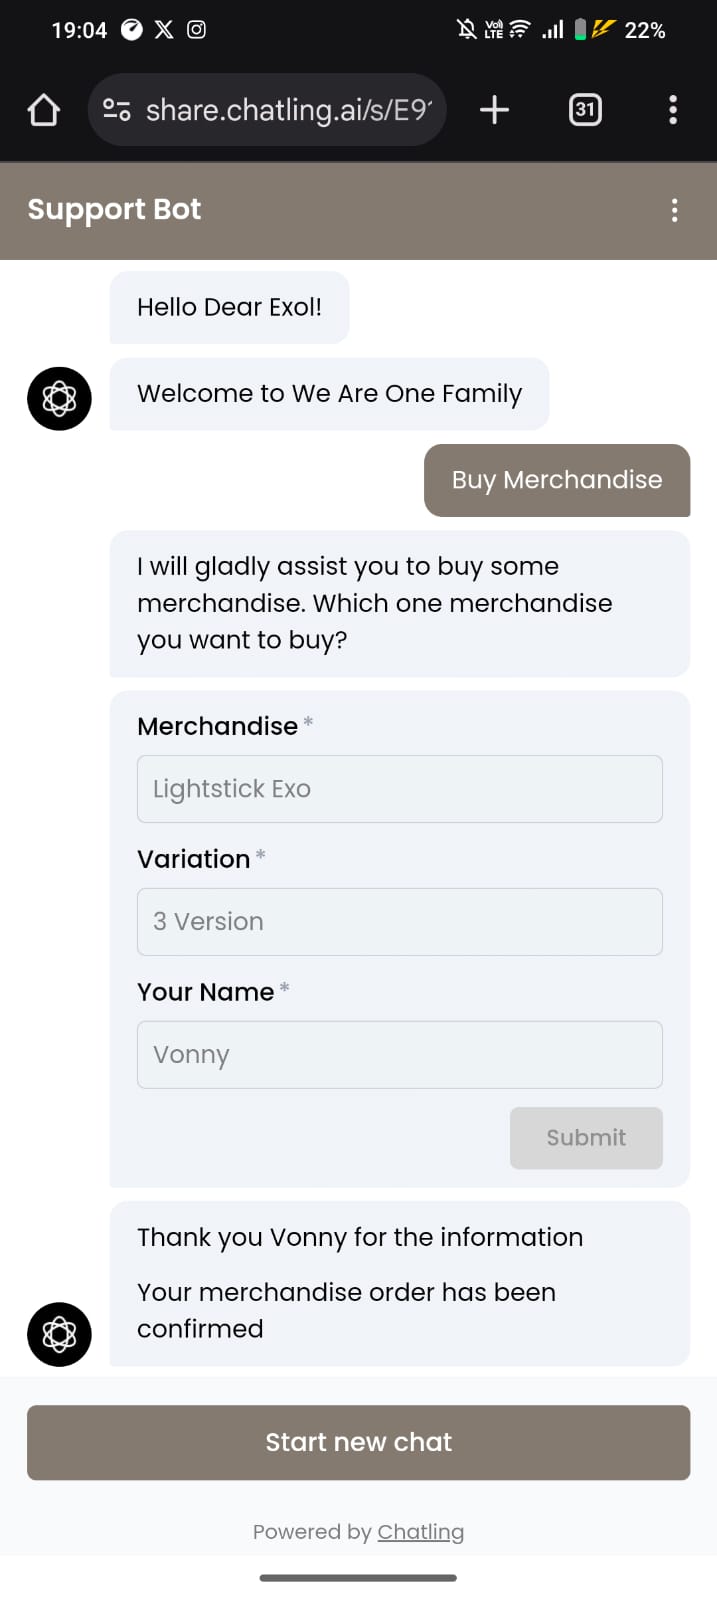 19:04
Vo)
LTE
22%
share.chatling.ai/s/E9
31
Support Bot
Hello Dear Exol!
Welcome to We Are One Family
Buy Merchandise
I will gladly assist you to buy some
merchandise. Which one merchandise
you want to buy?
Merchandise *
Lightstick Exo
Variation *
3 Version
Your Name *
Vonny
Submit
Thank you Vonny for the information
Your merchandise order has been
confirmed
Start new chat
Powered by Chatling